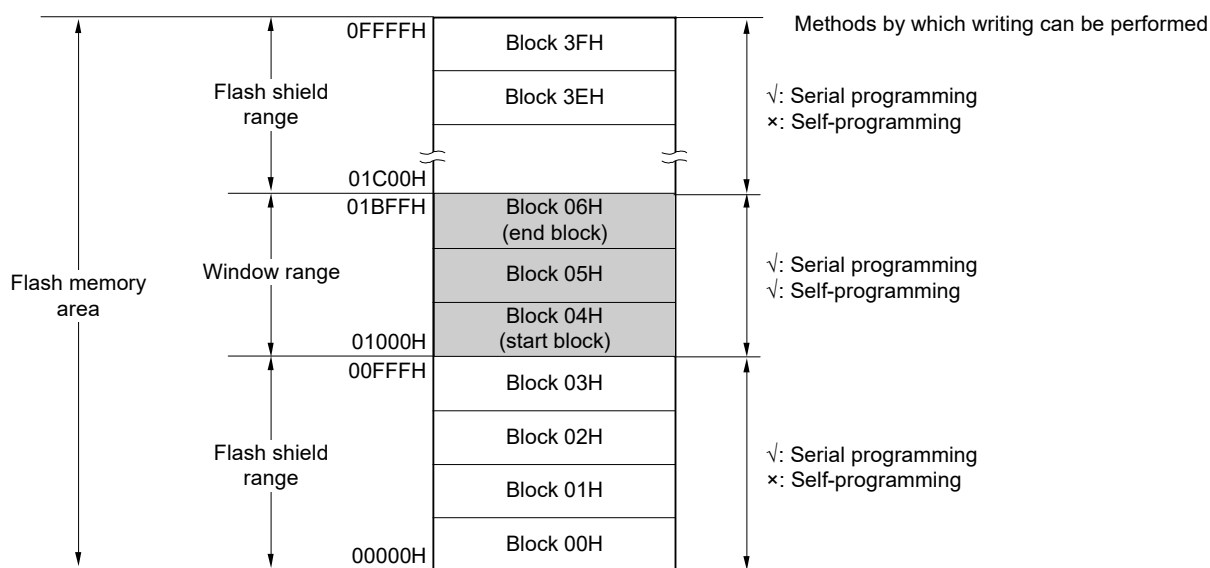 Methods by which writing can be performed
0FFFFH
Block 3FH
Flash shield
range
Block 3EH
√: Serial programming
×: Self-programming
01C00H
01BFFH
Block 06H
(end block)
Flash memory
area
Window range
Block 05H
√: Serial programming
√: Self-programming
Block 04H
(start block)
01000H
00FFFH
Block 03H
Block 02H
Flash shield
range
√: Serial programming
×: Self-programming
Block 01H
Block 00H
00000H